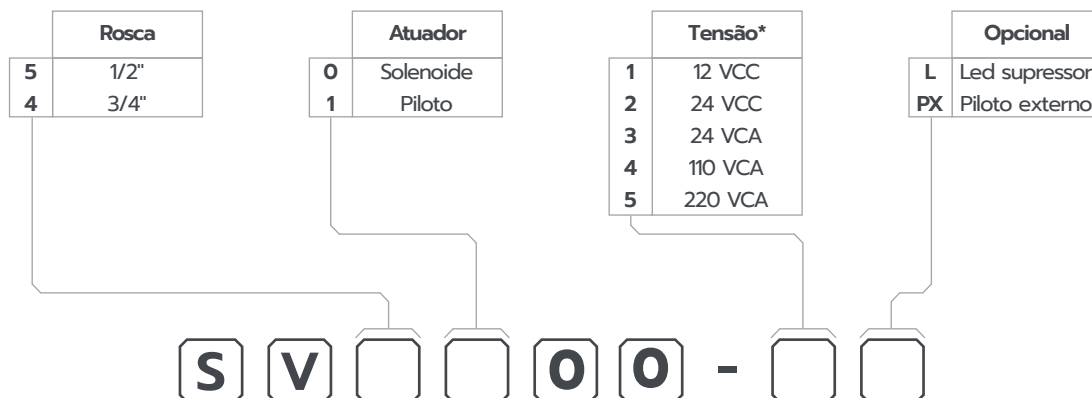 Rosca
5 1/2"
4 3/4"
Atuador
0 Solenoide
1 Piloto
Tensão*
1 12 VCC
2 24 VCC
3 24 VCA
4 110 VCA
5 220 VCA
Opcional
L Led supressor
PX Piloto externo
S V 0 0 -